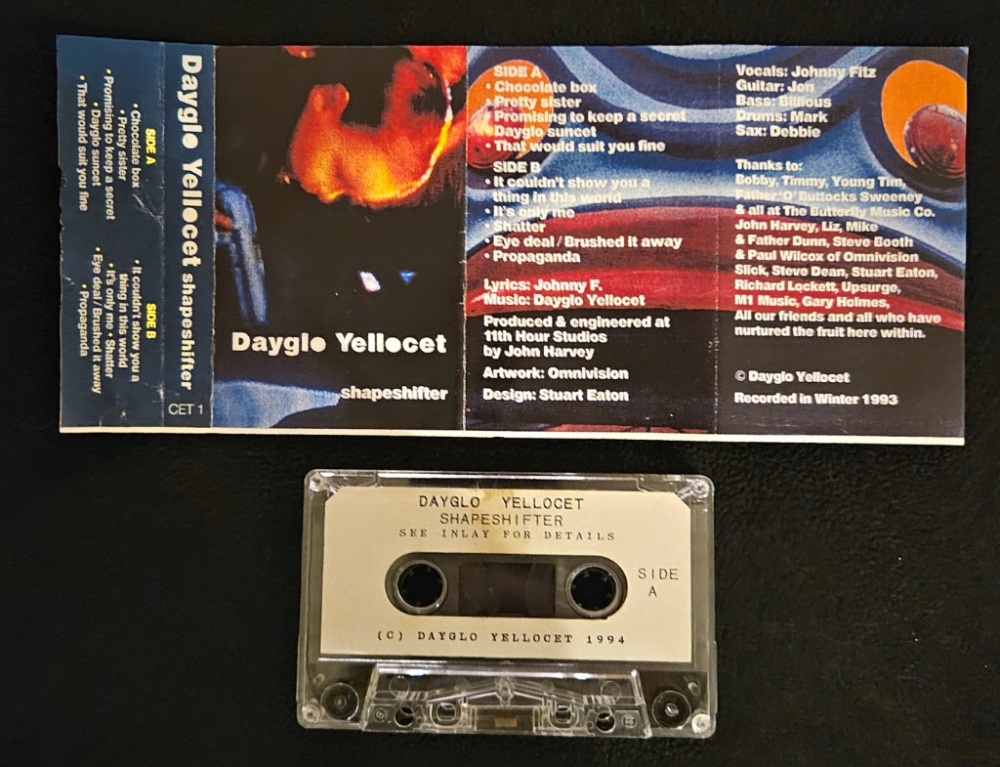 SIDE A
• Chocolate box
• Pretty sister
• Promising to keep a secret
• Dayglo suncet
• That would suit you fine
SIDE B
• It couldn't show you a
thing in this world
• It's only me • Shatter
• Eye deal / Brushed it away
• Propaganda
Dayglo Yellocet shapeshifter
CET 1
Dayglo Yellocet
shapeshifter
SIDE A
• Chocolate box
• Pretty sister
• Promising to keep a secret
• Dayglo suncet
• That would suit you fine
SIDE B
• It couldn't show you a
thing in this world
• It's only me
• Shatter
• Eye deal / Brushed it away
• Propaganda
Lyrics: Johnny F.
Music: Dayglo Yellocet
Produced & engineered at
11th Hour Studios
by John Harvey
Artwork: Omnivision
Design: Stuart Eaton
Vocals: Johnny Fitz
Guitar: Jon
Bass: Billious
Drums: Mark
Sax: Debbie
Thanks to:
Bobby, Timmy, Young Tim,
Father 'O' Buttocks Sweeney
& all at The Butterfly Music Co.
John Harvey, Liz, Mike
& Father Dunn, Steve Booth
& Paul Wilcox of Omnivision
Slick, Steve Dean, Stuart Eaton,
Richard Lockett, Upsurge,
M1 Music, Gary Holmes,
All our friends and all who have
nurtured the fruit here within.
© Dayglo Yellocet
Recorded in Winter 1993
DAYGLO YELLOCET
SHAPESHIFTER
SEE INLAY FOR DETAILS
SIDE
A
(C) DAYGLO YELLOCET 1994